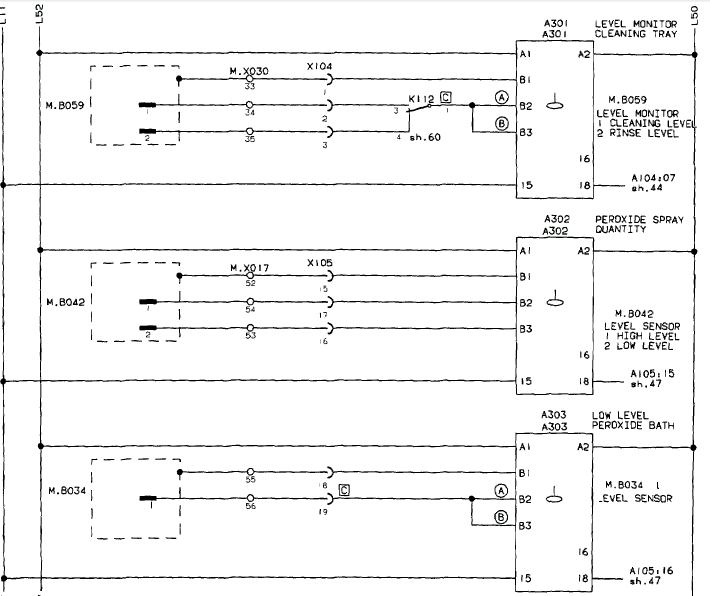 L11
L52
L50
A301
A301
LEVEL MONITOR
CLEANING TRAY
A1
A2
M.X030
X104
B1
33
1
M.B059
1
34
2
3
K112
C
1
A
B2
M.B059
LEVEL MONITOR
1 CLEANING LEVEL
2 RINSE LEVEL
2
35
3
4
sh.60
B
B3
16
15
18
A104:07
sh.44
A302
A302
PEROXIDE SPRAY
QUANTITY
A1
A2
M.X017
X105
B1
52
15
M.B042
1
54
17
B2
M.B042
LEVEL SENSOR
1 HIGH LEVEL
2 LOW LEVEL
2
53
16
B3
16
15
18
A105:15
sh.47
A303
A303
LOW LEVEL
PEROXIDE BATH
A1
A2
B1
55
18
C
M.B034
1
56
19
A
B2
M.B034 1
LEVEL SENSOR
B
B3
16
15
18
A105:16
sh.47